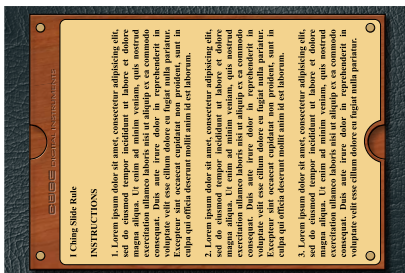 I Ching Slide Rule
INSTRUCTIONS
1. Lorem ipsum dolor sit amet, consectetur adipisicing elit,
sed do eiusmod tempor incididunt ut labore et dolore
magna aliqua. Ut enim ad minim veniam, quis nostrud
exercitation ullamco laboris nisi ut aliquip ex ea commodo
consequat. Duis aute irure dolor in reprehenderit in
voluptate velit esse cillum dolore eu fugiat nulla pariatur.
Excepteur sint occaecat cupidatat non proident, sunt in
culpa qui officia deserunt mollit anim id est laborum.
2. Lorem ipsum dolor sit amet, consectetur adipisicing elit,
sed do eiusmod tempor incididunt ut labore et dolore
magna aliqua. Ut enim ad minim veniam, quis nostrud
exercitation ullamco laboris nisi ut aliquip ex ea commodo
consequat. Duis aute irure dolor in reprehenderit in
voluptate velit esse cillum dolore eu fugiat nulla pariatur.
Excepteur sint occaecat cupidatat non proident, sunt in
culpa qui officia deserunt mollit anim id est laborum.
3. Lorem ipsum dolor sit amet, consectetur adipisicing elit,
sed do eiusmod tempor incididunt ut labore et dolore
magna aliqua. Ut enim ad minim veniam, quis nostrud
exercitation ullamco laboris nisi ut aliquip ex ea commodo
consequat. Duis aute irure dolor in reprehenderit in
voluptate velit esse cillum dolore eu fugiat nulla pariatur.